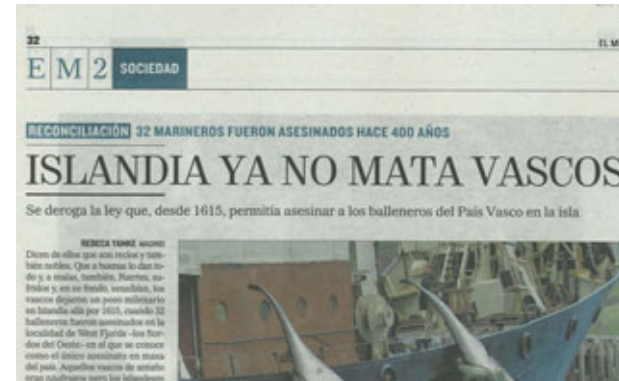 32
EL M
E M 2 SOCIEDAD
RECONCILIACIÓN 32 MARINEROS FUERON ASESINADOS HACE 400 AÑOS
ISLANDIA YA NO MATA VASCOS
Se deroga la ley que, desde 1615, permitía asesinar a los balleneros del País Vasco en la isla
REBECA YANKE MADRID
Dicen de ellos que son recios y tam-
bién nobles. Que a buenas lo dan to-
do y, a malas, también. Fuertes, su-
fridos y, en su fondo, sensibles, los
vascos dejaron un poso milenario
en Islandia allá por 1615, cuando 32
balleneros fueron asesinados en la
localidad de West Fjords –los fior-
dos del Oeste– en el que se conoce
como el único asesinato en masa
del país. Aquellos vascos de antaño
eran náufragos pero los islandeses